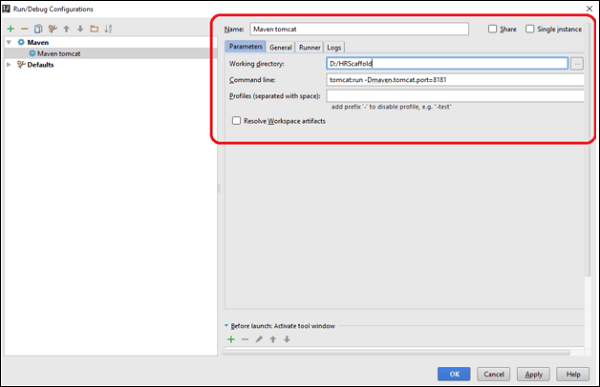 Run/Debug Configurations
Maven
Maven tomcat
Defaults
Name: Maven tomcat Share Single instance
Parameters General Runner Logs
Working directory: D:/HRScaffold ...
Command line: tomcat:run -Dmaven.tomcat.port=8181
Profiles (separated with space):
add prefix '-' to disable profile, e.g. '-test'
Resolve Workspace artifacts
Before launch: Activate tool window
OK Cancel Apply Help